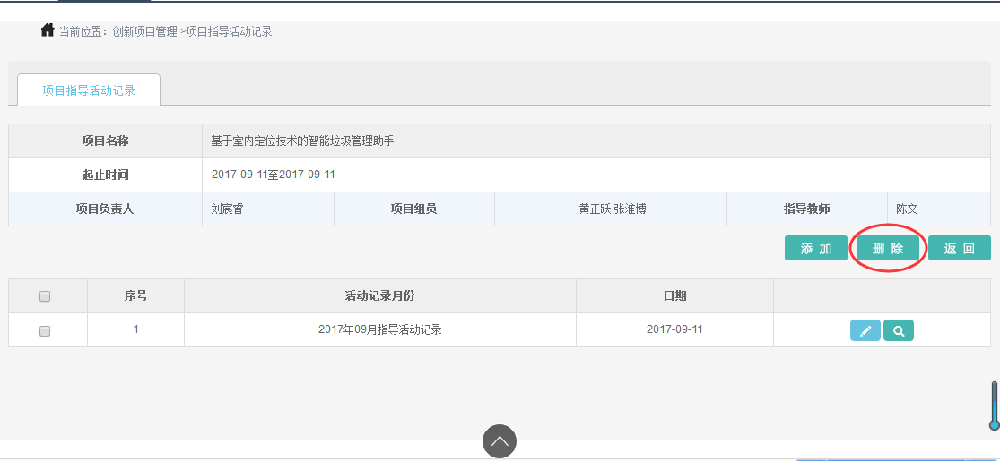 当前位置：创新项目管理 >项目指导活动记录
项目指导活动记录
项目名称 基于室内定位技术的智能垃圾管理助手
起止时间 2017-09-11至2017-09-11
项目负责人 刘宸睿 项目组员 黄正跃,张淮博 指导教师 陈文
添 加 删 除 返 回
序号 活动记录月份 日期
1 2017年09月指导活动记录 2017-09-11